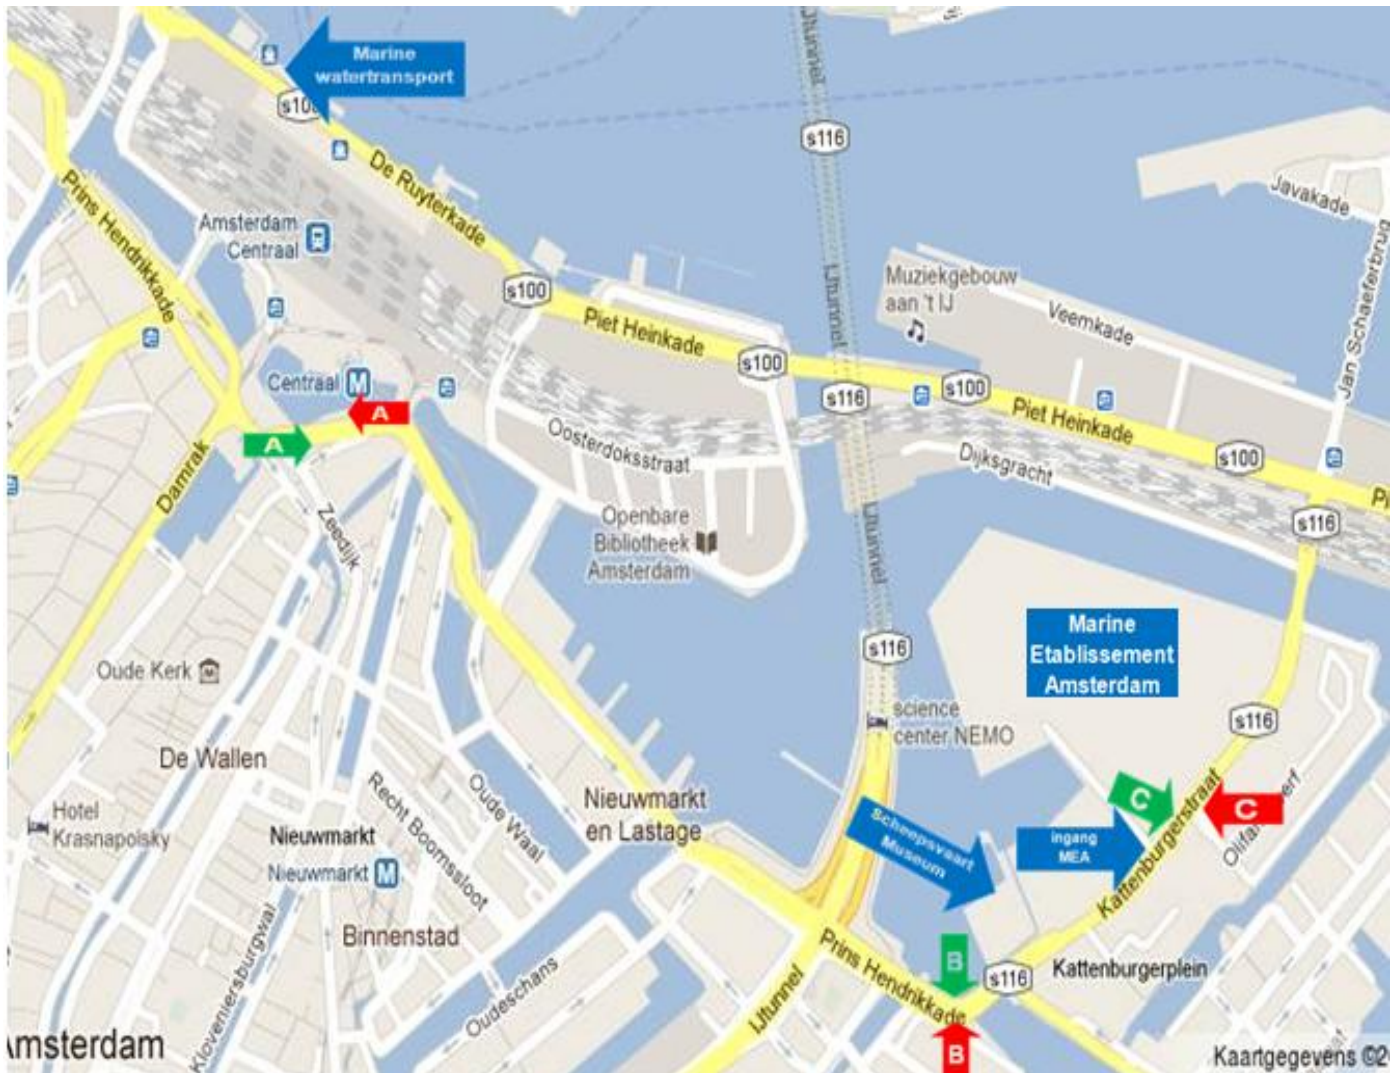 Marine
watertransport
s100
De Ruyterkade
Prins Hendrikkade
Amsterdam
Centraal
s100
Piet Heinkade
s100
IJtunnel
s116
IJtunnel
s116
Muziekgebouw
aan 't IJ
Veemkade
Javakade
Jan Schaeferbrug
s100
Piet Heinkade
s100
s116
Dijksgracht
Centraal M
A
A
Damrak
Zeedijk
Oosterdoksstraat
Openbare
Bibliotheek
Amsterdam
IJtunnel
s116
science
center NEMO
Marine
Etablissement
Amsterdam
s116
Oude Kerk
De Wallen
Hotel
Krasnapolsky
Nieuwmarkt
Nieuwmarkt M
Recht Boomssloot
Oude Waal
Nieuwmarkt
en Lastage
Binnenstad
Kloveniersburgwal
Oudeschans
IJtunnel
Prins Hendrikkade
Scheepsvaart
Museum
ingang
MEA
C
C
Kattenburgerstraat
B
B
s116
Kattenburgerplein
Amsterdam
Kaartgegevens ©2